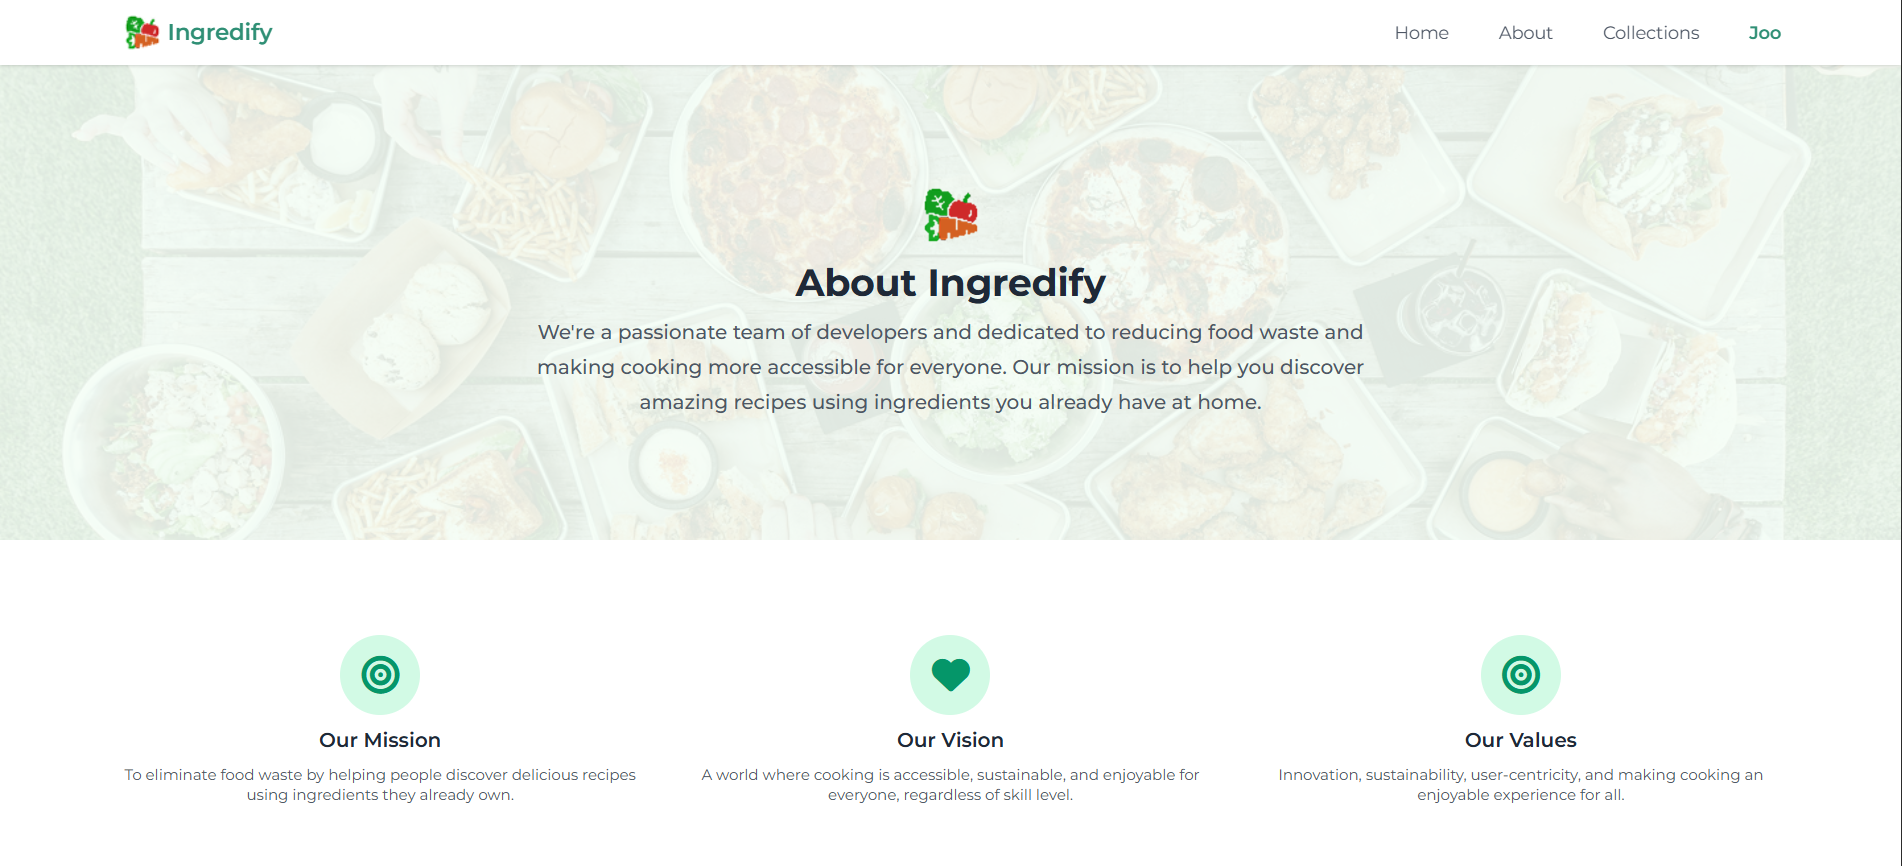 Ingredify
Home
About
Collections
Joo
About Ingredify
We're a passionate team of developers and dedicated to reducing food waste and
making cooking more accessible for everyone. Our mission is to help you discover
amazing recipes using ingredients you already have at home.
Our Mission
To eliminate food waste by helping people discover delicious recipes
using ingredients they already own.
Our Vision
A world where cooking is accessible, sustainable, and enjoyable for
everyone, regardless of skill level.
Our Values
Innovation, sustainability, user-centricity, and making cooking an
enjoyable experience for all.